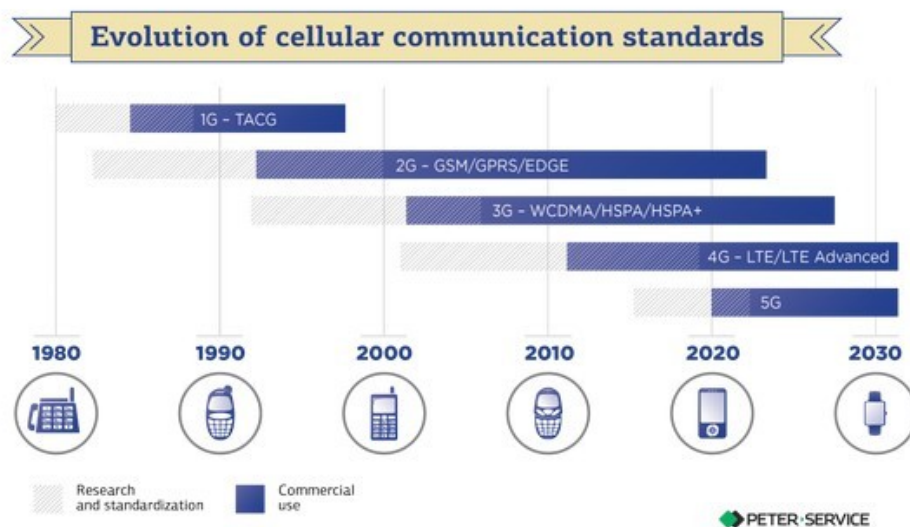 Evolution of cellular communication standards
1G – TACG
2G – GSM/GPRS/EDGE
3G – WCDMA/HSPA/HSPA+
4G – LTE/LTE Advanced
5G
1980 1990 2000 2010 2020 2030
Research
and standardization
Commercial
use
PETER-SERVICE